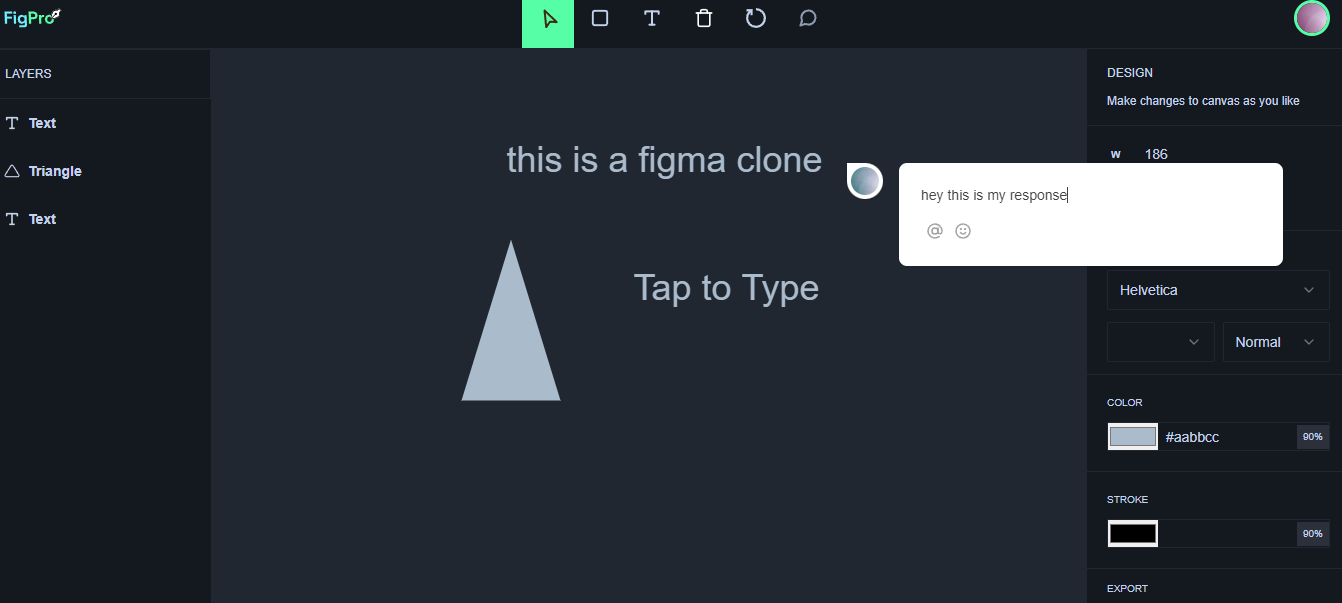 FigPro
LAYERS
Text
Triangle
Text
this is a figma clone
Tap to Type
hey this is my response
@
DESIGN
Make changes to canvas as you like
W 186
Helvetica
Normal
COLOR
#aabbcc 90%
STROKE
90%
EXPORT